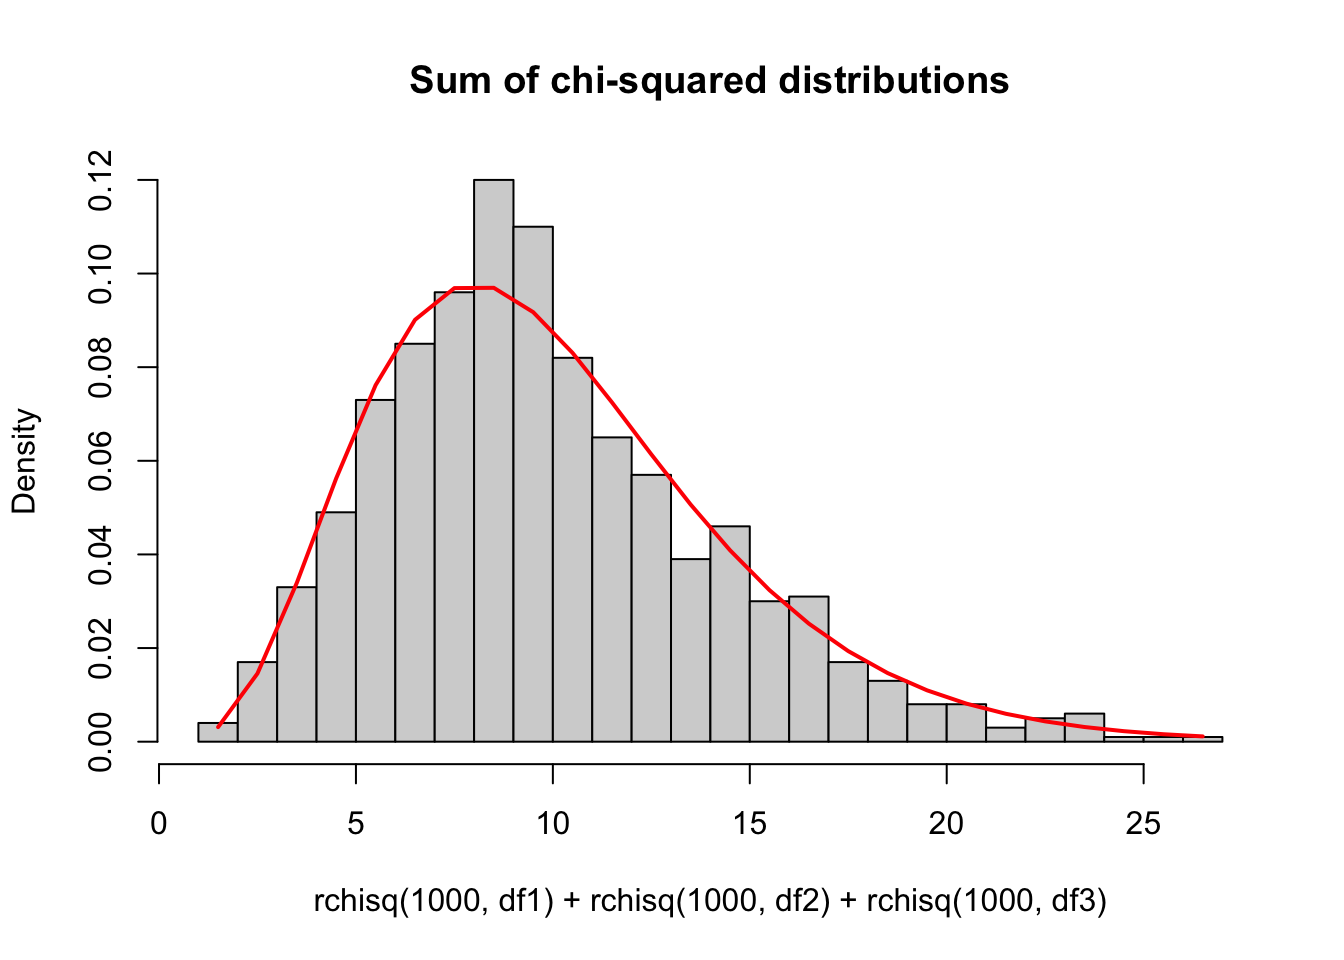 Sum of chi-squared distributions
Density
0.12
0.10
0.08
0.06
0.04
0.02
0.00
0 5 10 15 20 25
rchisq(1000, df1) + rchisq(1000, df2) + rchisq(1000, df3)